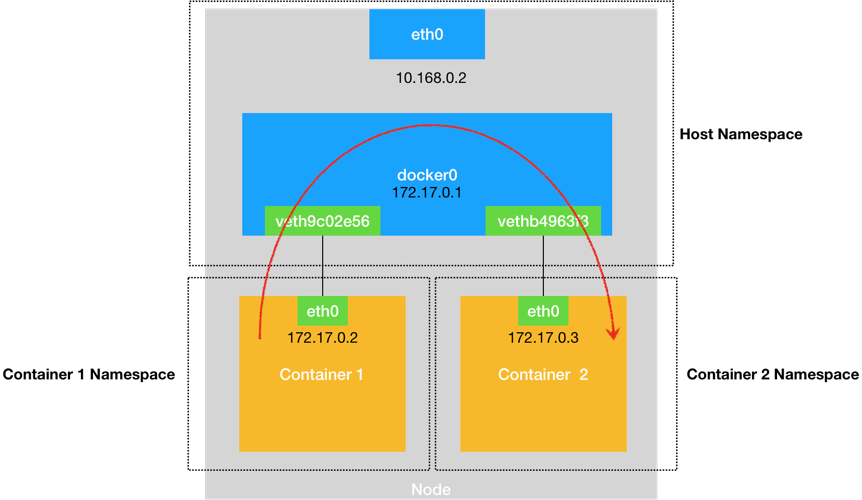 eth0
10.168.0.2
Host Namespace
docker0
172.17.0.1
veth9c02e56
vethb4963f3
eth0
eth0
172.17.0.2
172.17.0.3
Container 1 Namespace
Container 1
Container 2
Container 2 Namespace
Node